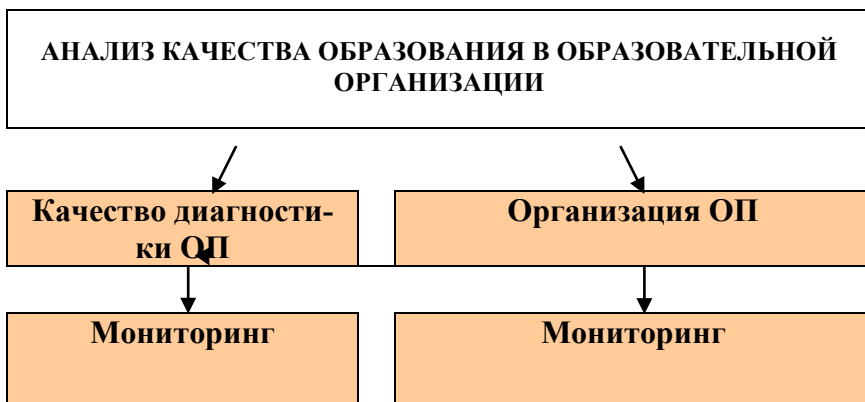 АНАЛИЗ КАЧЕСТВА ОБРАЗОВАНИЯ В ОБРАЗОВАТЕЛЬНОЙ
ОРГАНИЗАЦИИ
Качество диагности-
ки ОП
Организация ОП
Мониторинг
Мониторинг